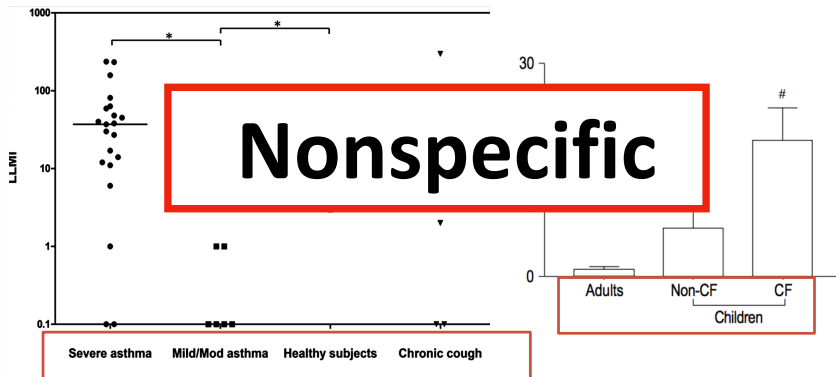 1000
100
10
1
0.1
LLMI
*
*
Severe asthma
Mild/Mod asthma
Healthy subjects
Chronic cough
Nonspecific
30
0
#
Adults
Non-CF
CF
Children